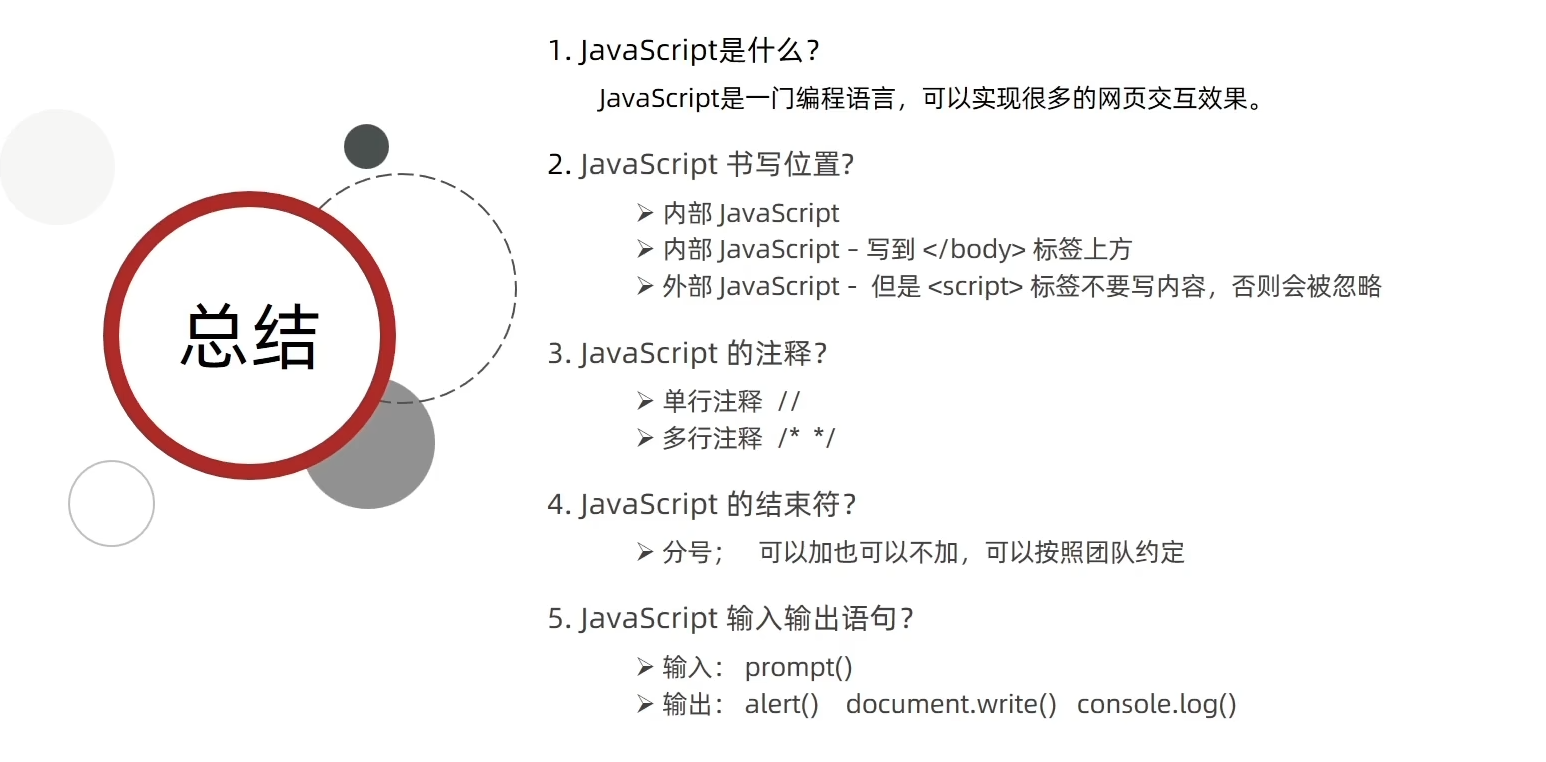 总结
1. JavaScript是什么？
JavaScript是一门编程语言，可以实现很多的网页交互效果。
2. JavaScript 书写位置?
➢ 内部 JavaScript
➢ 内部 JavaScript – 写到 </body> 标签上方
➢ 外部 JavaScript - 但是 <script> 标签不要写内容，否则会被忽略
3. JavaScript 的注释？
➢ 单行注释 //
➢ 多行注释 /* */
4. JavaScript 的结束符？
➢ 分号； 可以加也可以不加，可以按照团队约定
5. JavaScript 输入输出语句？
➢ 输入： prompt()
➢ 输出： alert() document.write() console.log()